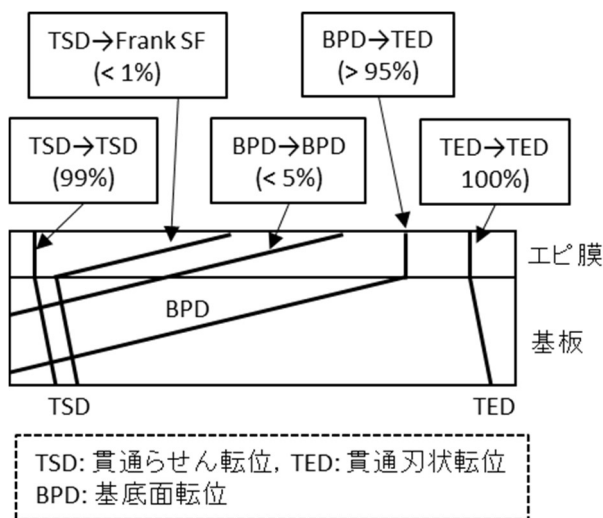 TSD→Frank SF
(< 1%)
BPD→TED
(> 95%)
TSD→TSD
(99%)
BPD→BPD
(< 5%)
TED→TED
100%)
エピ膜
BPD
基板
TSD
TED
TSD: 貫通らせん転位, TED: 貫通刃状転位
BPD: 基底面転位